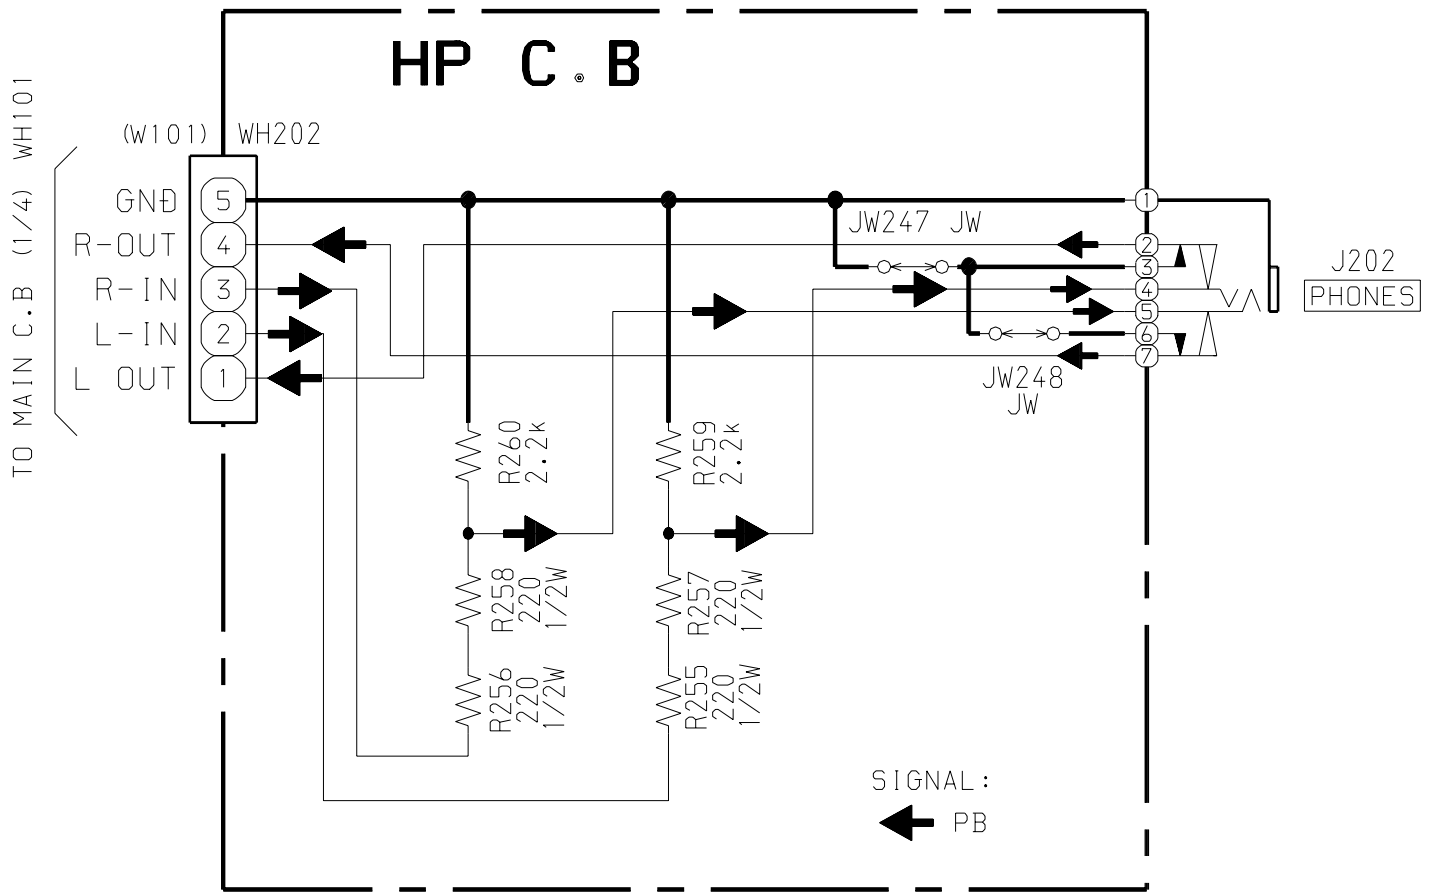 HP C.B
TO MAIN C.B (1/4) WH101
(W101) WH202
GND 5
R-OUT 4
R-IN 3
L-IN 2
L OUT 1
JW247 JW
1
2
3
4
5
6
7
J202
PHONES
JW248
JW
R260
2.2k
R259
2.2k
R258
220
1/2W
R257
220
1/2W
R256
220
1/2W
R255
220
1/2W
SIGNAL:
PB